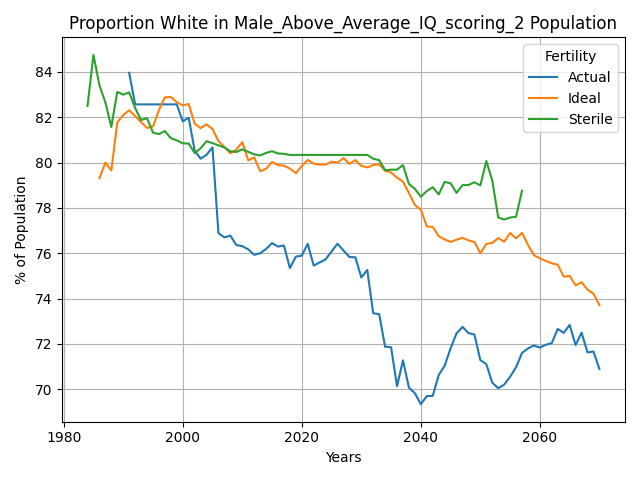 Proportion White in Male_Above_Average_IQ_scoring_2 Population
% of Population
84
82
80
78
76
74
72
70
Fertility
Actual
Ideal
Sterile
1980
2000
2020
2040
2060
Years